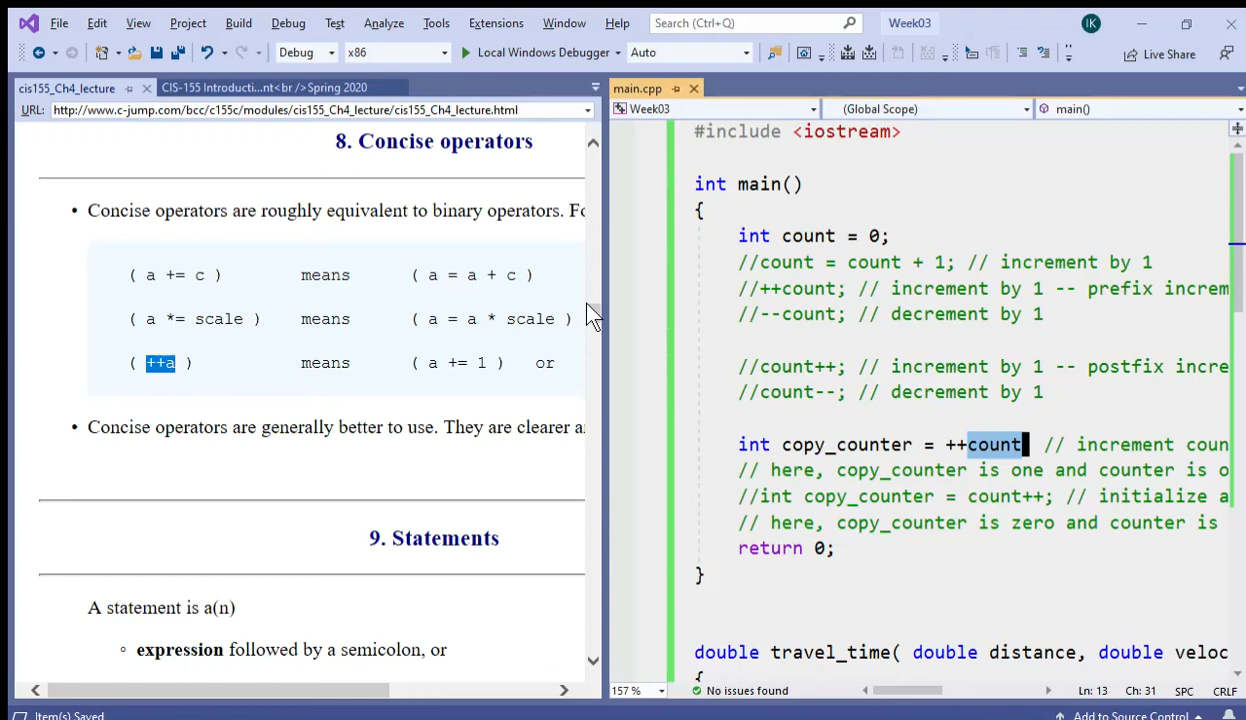 File Edit View Project Build Debug Test Analyze Tools Extensions Window Help Search (Ctrl+Q) Week03 IK
Debug x86 Local Windows Debugger Auto Live Share
cis155_Ch4_lecture CIS-155 Introducti...nt<br />Spring 2020
URL: http://www.c-jump.com/bcc/c155c/modules/cis155_Ch4_lecture/cis155_Ch4_lecture.html
8. Concise operators
• Concise operators are roughly equivalent to binary operators. Fo
( a += c ) means ( a = a + c )
( a *= scale ) means ( a = a * scale )
( ++a ) means ( a += 1 ) or
• Concise operators are generally better to use. They are clearer a
9. Statements
A statement is a(n)
◦ expression followed by a semicolon, or
main.cpp
Week03 (Global Scope) main()
#include <iostream>
int main()
{
int count = 0;
//count = count + 1; // increment by 1
//++count; // increment by 1 -- prefix increm
//--count; // decrement by 1
//count++; // increment by 1 -- postfix incre
//count--; // decrement by 1
int copy_counter = ++count // increment coun
// here, copy_counter is one and counter is o
//int copy_counter = count++; // initialize a
// here, copy_counter is zero and counter is
return 0;
}
double travel_time( double distance, double veloc
{
157 % No issues found Ln: 13 Ch: 31 SPC CRLF
Item(s) Saved Add to Source Control